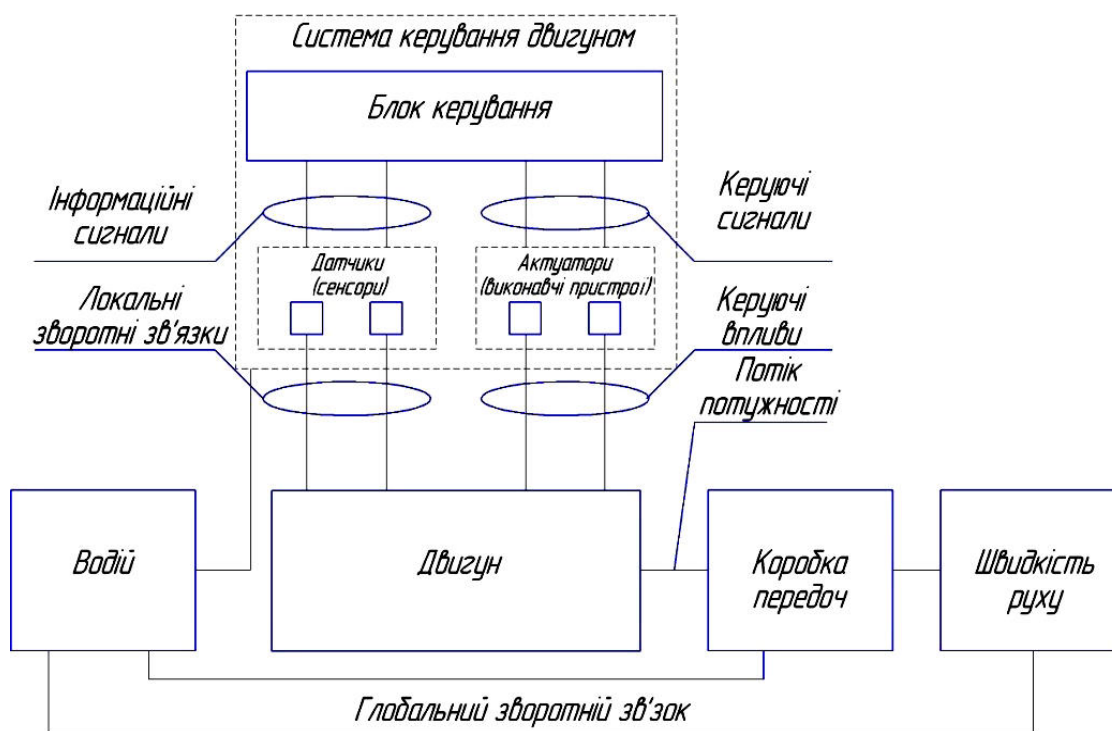 Система керування двигуном
Блок керування
Інформаційні
сигнали
Керуючі
сигнали
Датчики
(сенсори)
Актуатори
(виконавчі пристрої)
Локальні
зворотні зв'язки
Керуючі
впливи
Потік
потужності
Водій
Двигун
Коробка
передач
Швидкість
руху
Глобальний зворотній зв'зок